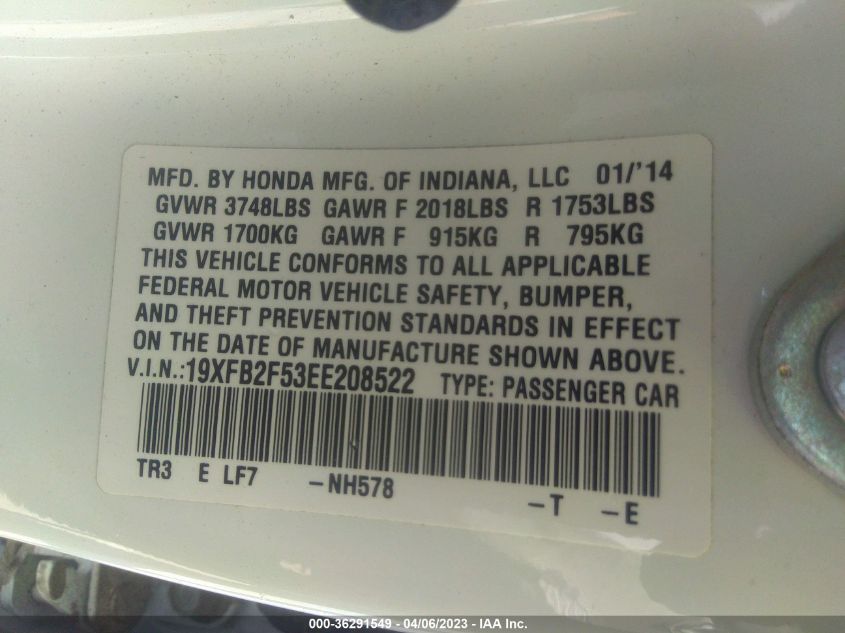 MFD. BY HONDA MFG. OF INDIANA, LLC 01/'14
GVWR 3748LBS GAWR F 2018LBS R 1753LBS
GVWR 1700KG GAWR F 915KG R 795KG
THIS VEHICLE CONFORMS TO ALL APPLICABLE
FEDERAL MOTOR VEHICLE SAFETY, BUMPER,
AND THEFT PREVENTION STANDARDS IN EFFECT
ON THE DATE OF MANUFACTURE SHOWN ABOVE.
V.I.N.:19XFB2F53EE208522 TYPE: PASSENGER CAR
TR3 E LF7 -NH578 -T -E
000-36291549 - 04/06/2023 - IAA Inc.